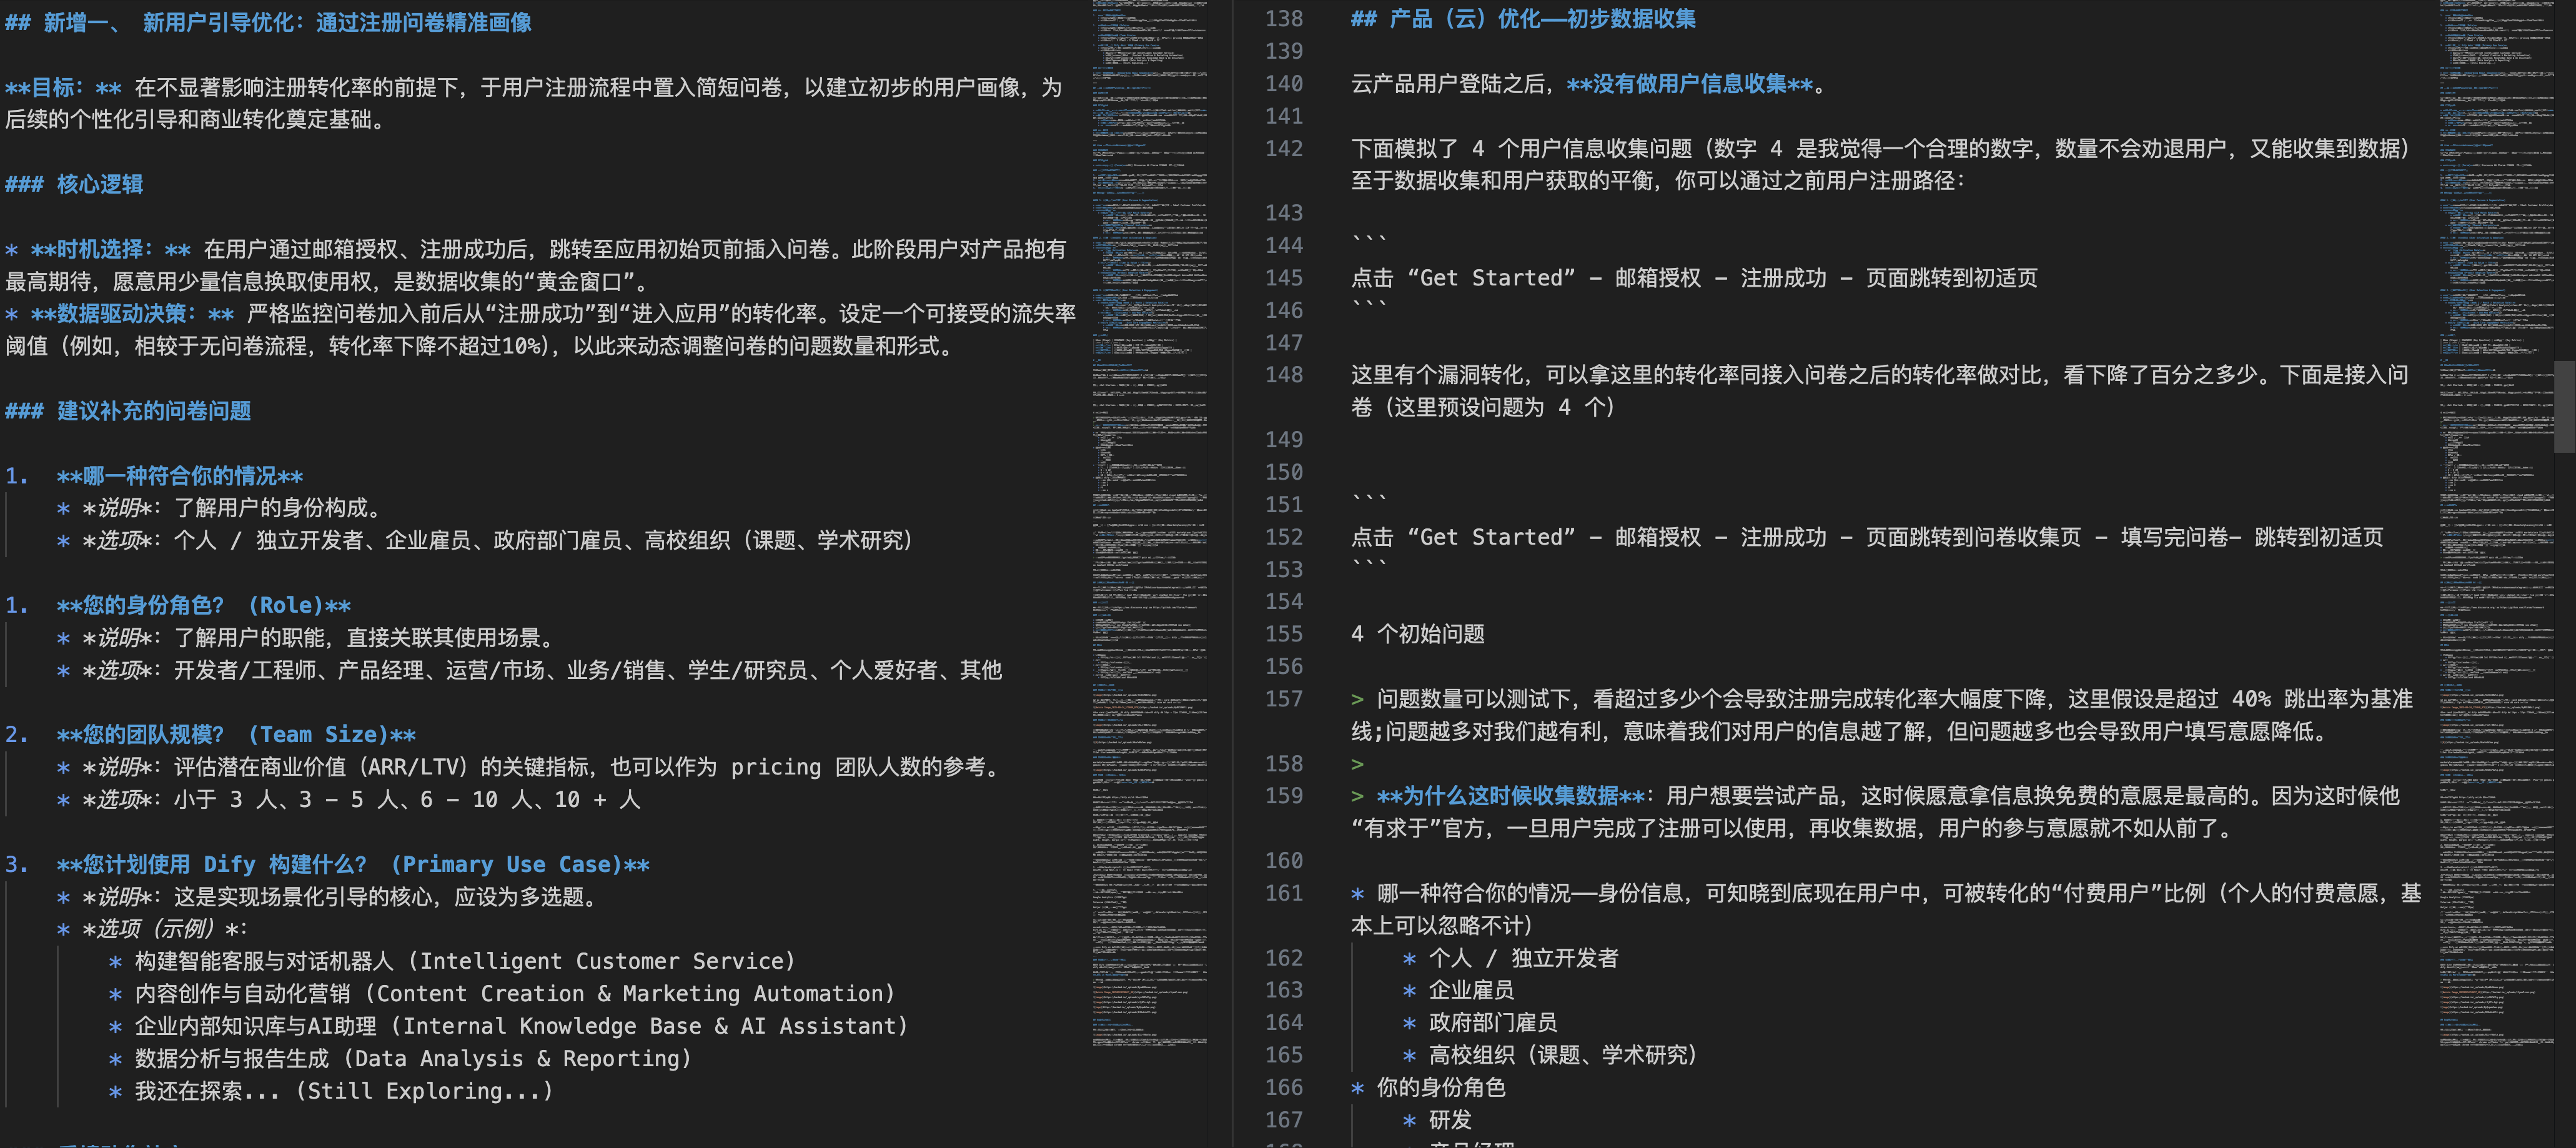 ## 新增一、 新用户引导优化：通过注册问卷精准画像
**目标：** 在不显著影响注册转化率的前提下，于用户注册流程中置入简短问卷，以建立初步的用户画像，为
后续的个性化引导和商业转化奠定基础。
### 核心逻辑
* **时机选择：** 在用户通过邮箱授权、注册成功后，跳转至应用初始页前插入问卷。此阶段用户对产品抱有
最高期待，愿意用少量信息换取使用权，是数据收集的“黄金窗口”。
* **数据驱动决策：** 严格监控问卷加入前后从“注册成功”到“进入应用”的转化率。设定一个可接受的流失率
阈值（例如，相较于无问卷流程，转化率下降不超过10%），以此来动态调整问卷的问题数量和形式。
### 建议补充的问卷问题
1. **哪一种符合你的情况**
* *说明*：了解用户的身份构成。
* *选项*：个人 / 独立开发者、企业雇员、政府部门雇员、高校组织（课题、学术研究）
1. **您的身份角色？ (Role)**
* *说明*：了解用户的职能，直接关联其使用场景。
* *选项*：开发者/工程师、产品经理、运营/市场、业务/销售、学生/研究员、个人爱好者、其他
2. **您的团队规模？ (Team Size)**
* *说明*：评估潜在商业价值（ARR/LTV）的关键指标，也可以作为 pricing 团队人数的参考。
* *选项*：小于 3 人、3 - 5 人、6 - 10 人、10 + 人
3. **您计划使用 Dify 构建什么？ (Primary Use Case)**
* *说明*：这是实现场景化引导的核心，应设为多选题。
* *选项（示例）*：
* 构建智能客服与对话机器人 (Intelligent Customer Service)
* 内容创作与自动化营销 (Content Creation & Marketing Automation)
* 企业内部知识库与AI助理 (Internal Knowledge Base & AI Assistant)
* 数据分析与报告生成 (Data Analysis & Reporting)
* 我还在探索... (Still Exploring...)
138 ## 产品（云）优化——初步数据收集
139
140 云产品用户登陆之后，**没有做用户信息收集**。
141
142 下面模拟了 4 个用户信息收集问题（数字 4 是我觉得一个合理的数字，数量不会劝退用户，又能收集到数据）
至于数据收集和用户获取的平衡，你可以通过之前用户注册路径：
143
144 ```
145 点击 “Get Started” - 邮箱授权 - 注册成功 - 页面跳转到初适页
146 ```
147
148 这里有个漏洞转化，可以拿这里的转化率同接入问卷之后的转化率做对比，看下降了百分之多少。下面是接入问
卷（这里预设问题为 4 个）
149
150
151 ```
152 点击 “Get Started” - 邮箱授权 - 注册成功 - 页面跳转到问卷收集页 - 填写完问卷- 跳转到初适页
153 ```
154
155 4 个初始问题
156
157 > 问题数量可以测试下，看超过多少个会导致注册完成转化率大幅度下降，这里假设是超过 40% 跳出率为基准
线;问题越多对我们越有利，意味着我们对用户的信息越了解，但问题越多也会导致用户填写意愿降低。
158 >
159 > **为什么这时候收集数据**：用户想要尝试产品，这时候愿意拿信息换免费的意愿是最高的。因为这时候他
“有求于”官方，一旦用户完成了注册可以使用，再收集数据，用户的参与意愿就不如从前了。
160
161 * 哪一种符合你的情况——身份信息，可知晓到底现在用户中，可被转化的“付费用户”比例（个人的付费意愿，基
本上可以忽略不计）
162 * 个人 / 独立开发者
163 * 企业雇员
164 * 政府部门雇员
165 * 高校组织（课题、学术研究）
166 * 你的身份角色
167 * 研发